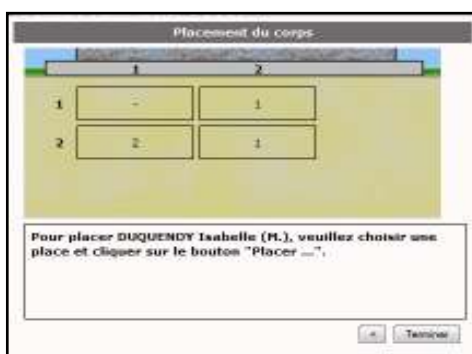 Placement du corps
1 2
1 - 1
2 2 1
Pour placer DUQUENDY Isabelle (M.), veuillez choisir une
place et cliquer sur le bouton "Placer ...".
< Terminer